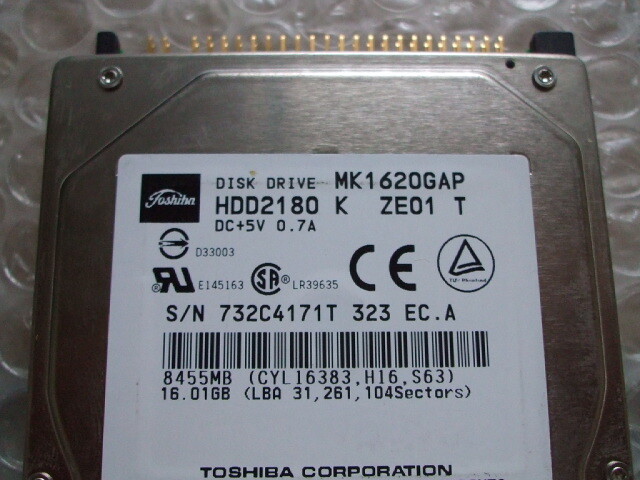 Toshiba
DISK DRIVE MK1620GAP
HDD2180 K ZE01 T
DC+5V 0.7A
D33003
E145163
LR39635
S/N 732C4171T 323 EC.A
8455MB (CYL16383,H16,S63)
16.01GB (LBA 31,261,104Sectors)
TOSHIBA CORPORATION